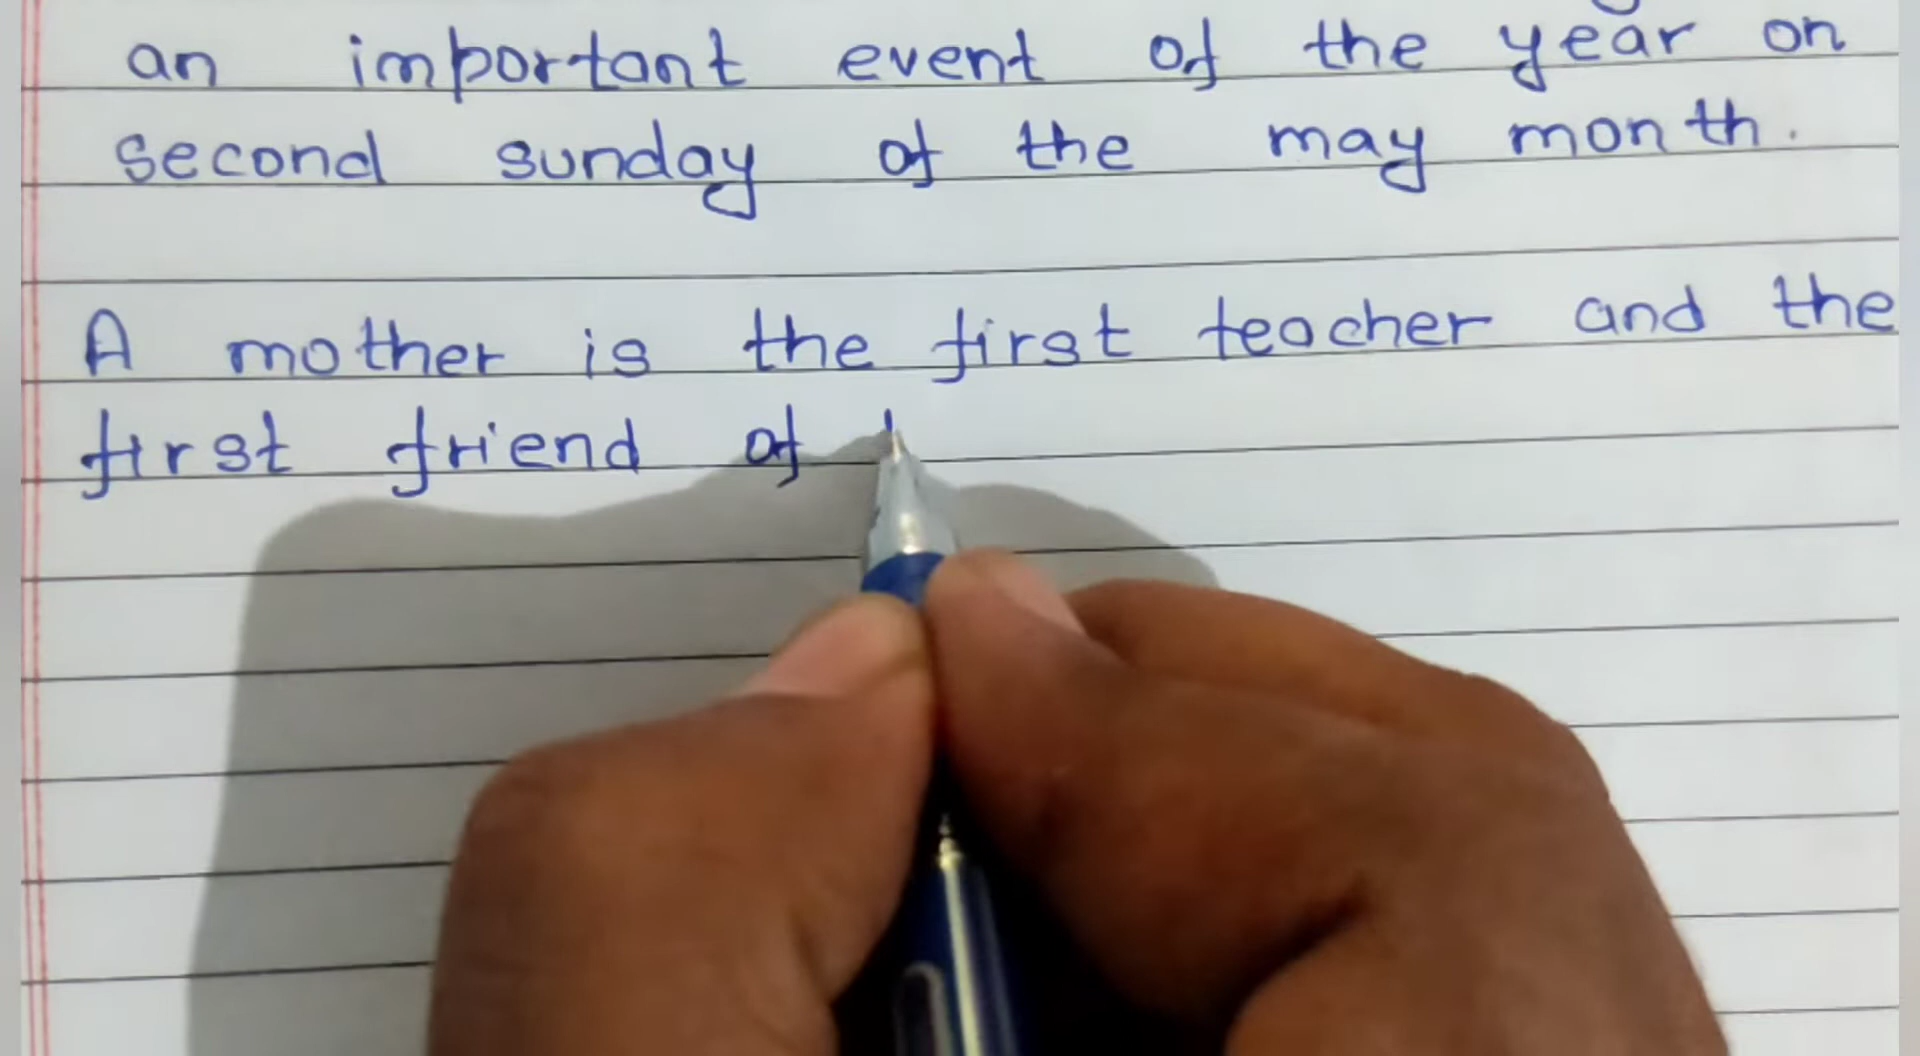 an important event of the year on
second sunday of the may month.
A mother is the first teacher and the
first friend of